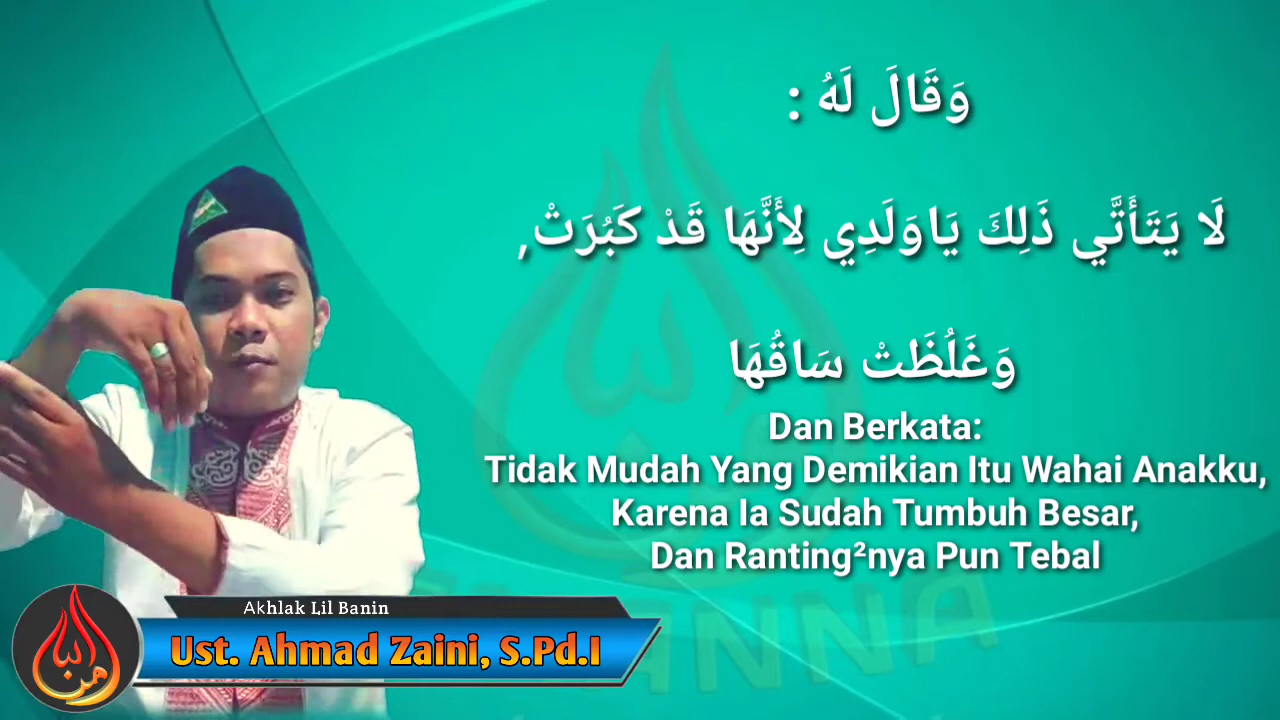 وَقَالَ لَهُ :
لَا يَتَأَتَّي ذَلِكَ يَاوَلَدِي لِأَنَّهَا قَدْ كَبُرَتْ,
وَغَلُظَتْ سَاقُهَا
Dan Berkata:
Tidak Mudah Yang Demikian Itu Wahai Anakku,
Karena Ia Sudah Tumbuh Besar,
Dan Ranting²nya Pun Tebal
ANNA
Akhlak Lil Banin
Ust. Ahmad Zaini, S.Pd.I